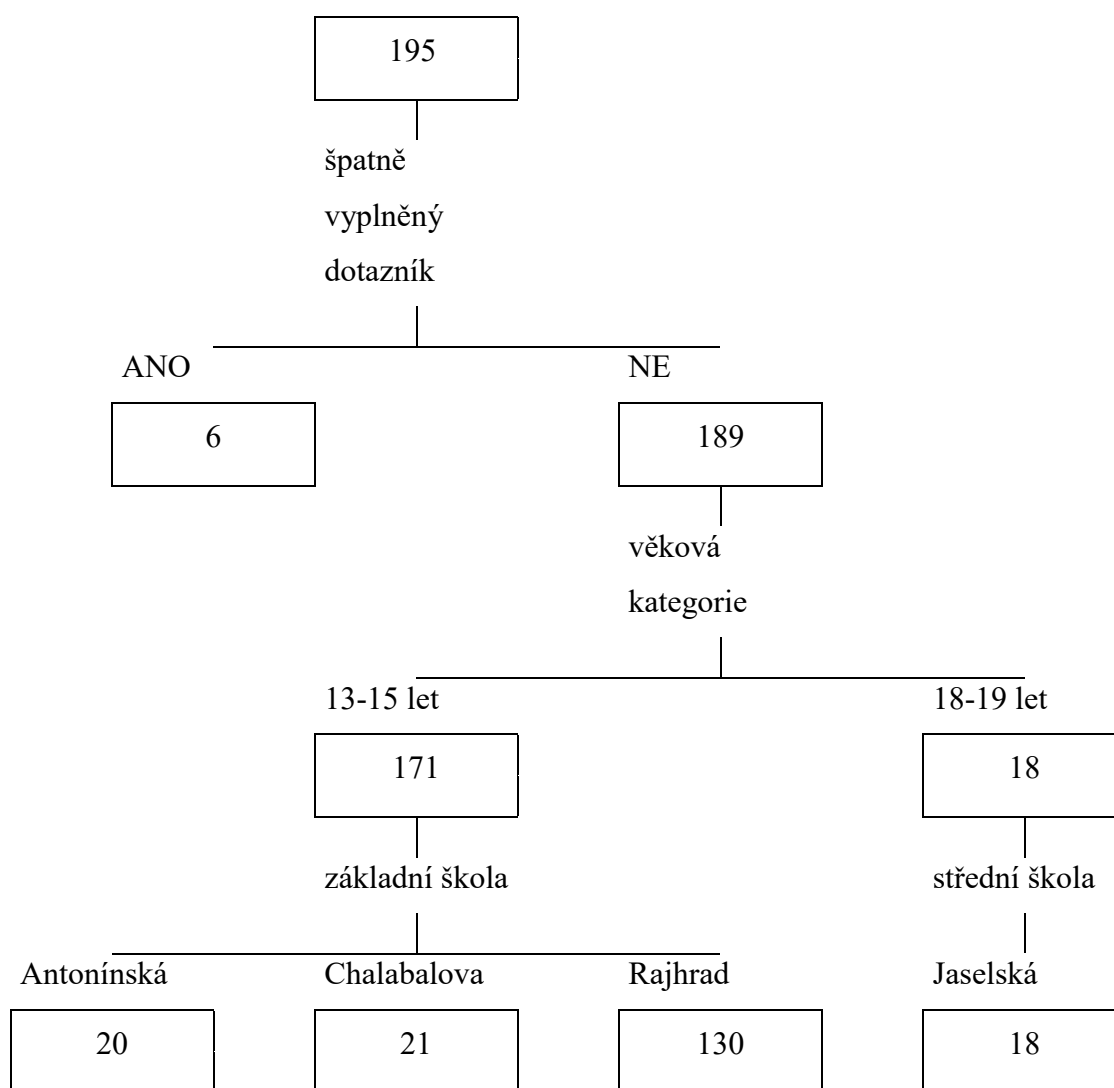 195
špatně
vyplněný
dotazník
ANO
NE
6
189
věková
kategorie
13-15 let
18-19 let
171
18
základní škola
střední škola
Antonínská
Chalabalova
Rajhrad
Jaselská
20
21
130
18